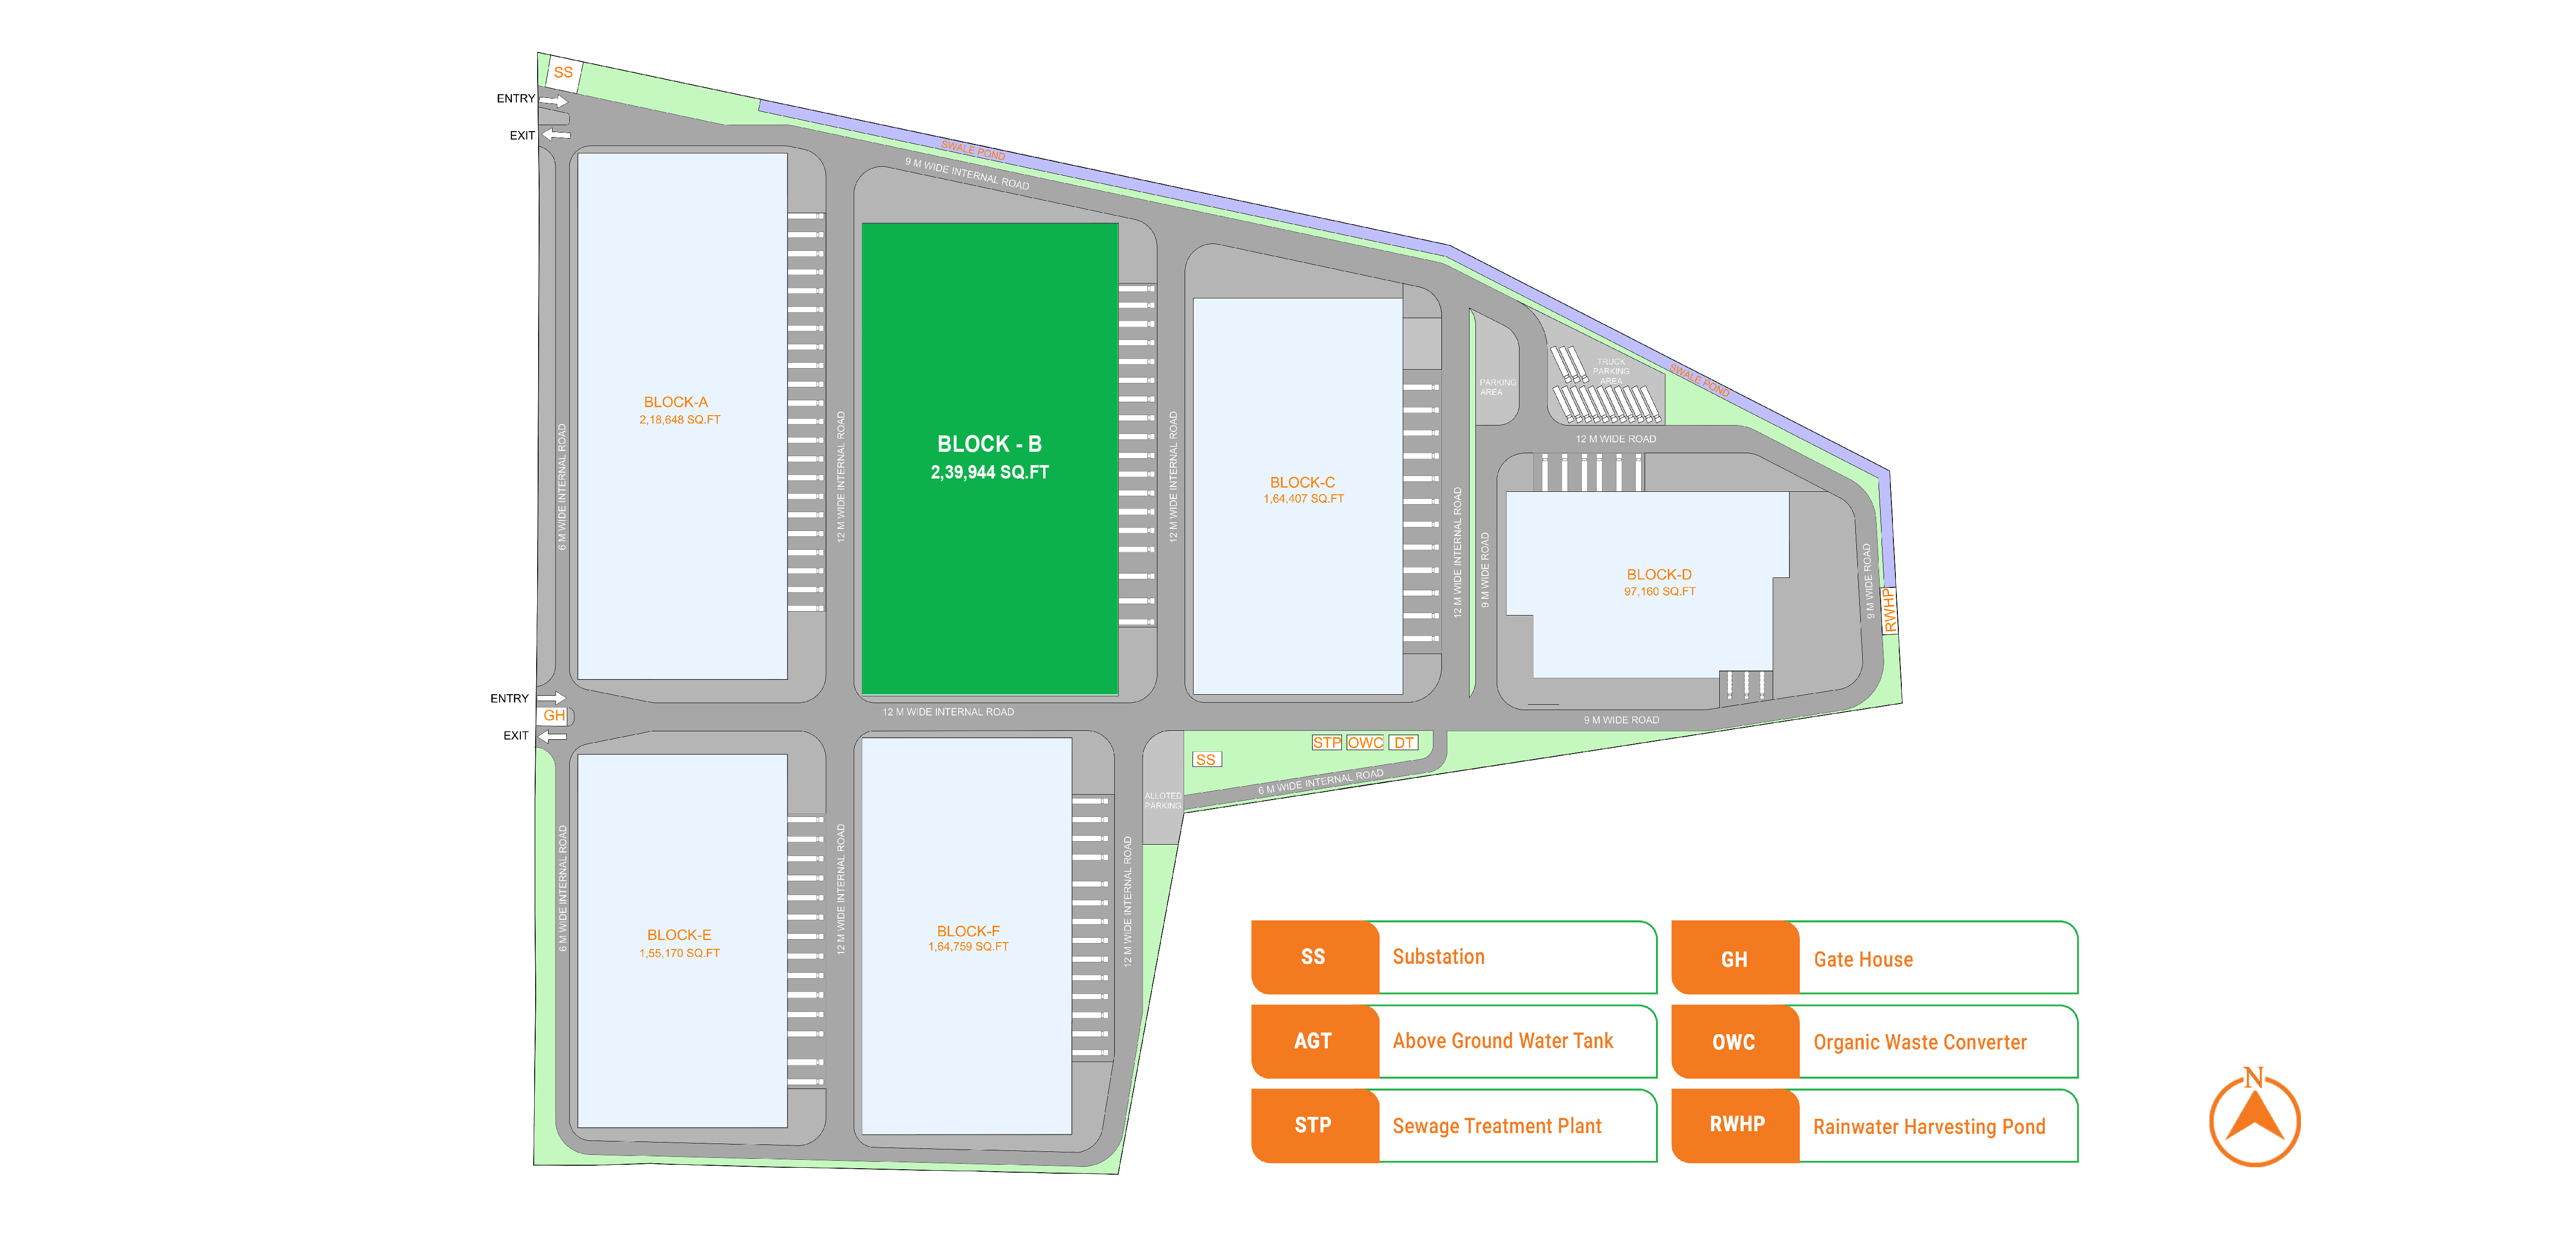 SS
ENTRY
EXIT
SWALE POND
9 M WIDE INTERNAL ROAD
BLOCK-A
2,18,648 SQ.FT
6 M WIDE INTERNAL ROAD
12 M WIDE INTERNAL ROAD
BLOCK - B
2,39,944 SQ.FT
12 M WIDE INTERNAL ROAD
BLOCK-C
1,64,407 SQ.FT
12 M WIDE INTERNAL ROAD
PARKING
AREA
TRUCK
PARKING
AREA
SWALE POND
12 M WIDE ROAD
9 M WIDE ROAD
BLOCK-D
97,160 SQ.FT
9 M WIDE ROAD
RWHP
ENTRY
GH
EXIT
12 M WIDE INTERNAL ROAD
9 M WIDE ROAD
STP
OWC
DT
SS
6 M WIDE INTERNAL ROAD
ALLOTED
PARKING
6 M WIDE INTERNAL ROAD
BLOCK-E
1,55,170 SQ.FT
12 M WIDE INTERNAL ROAD
BLOCK-F
1,64,759 SQ.FT
12 M WIDE INTERNAL ROAD
SS Substation
GH Gate House
AGT Above Ground Water Tank
OWC Organic Waste Converter
STP Sewage Treatment Plant
RWHP Rainwater Harvesting Pond
N